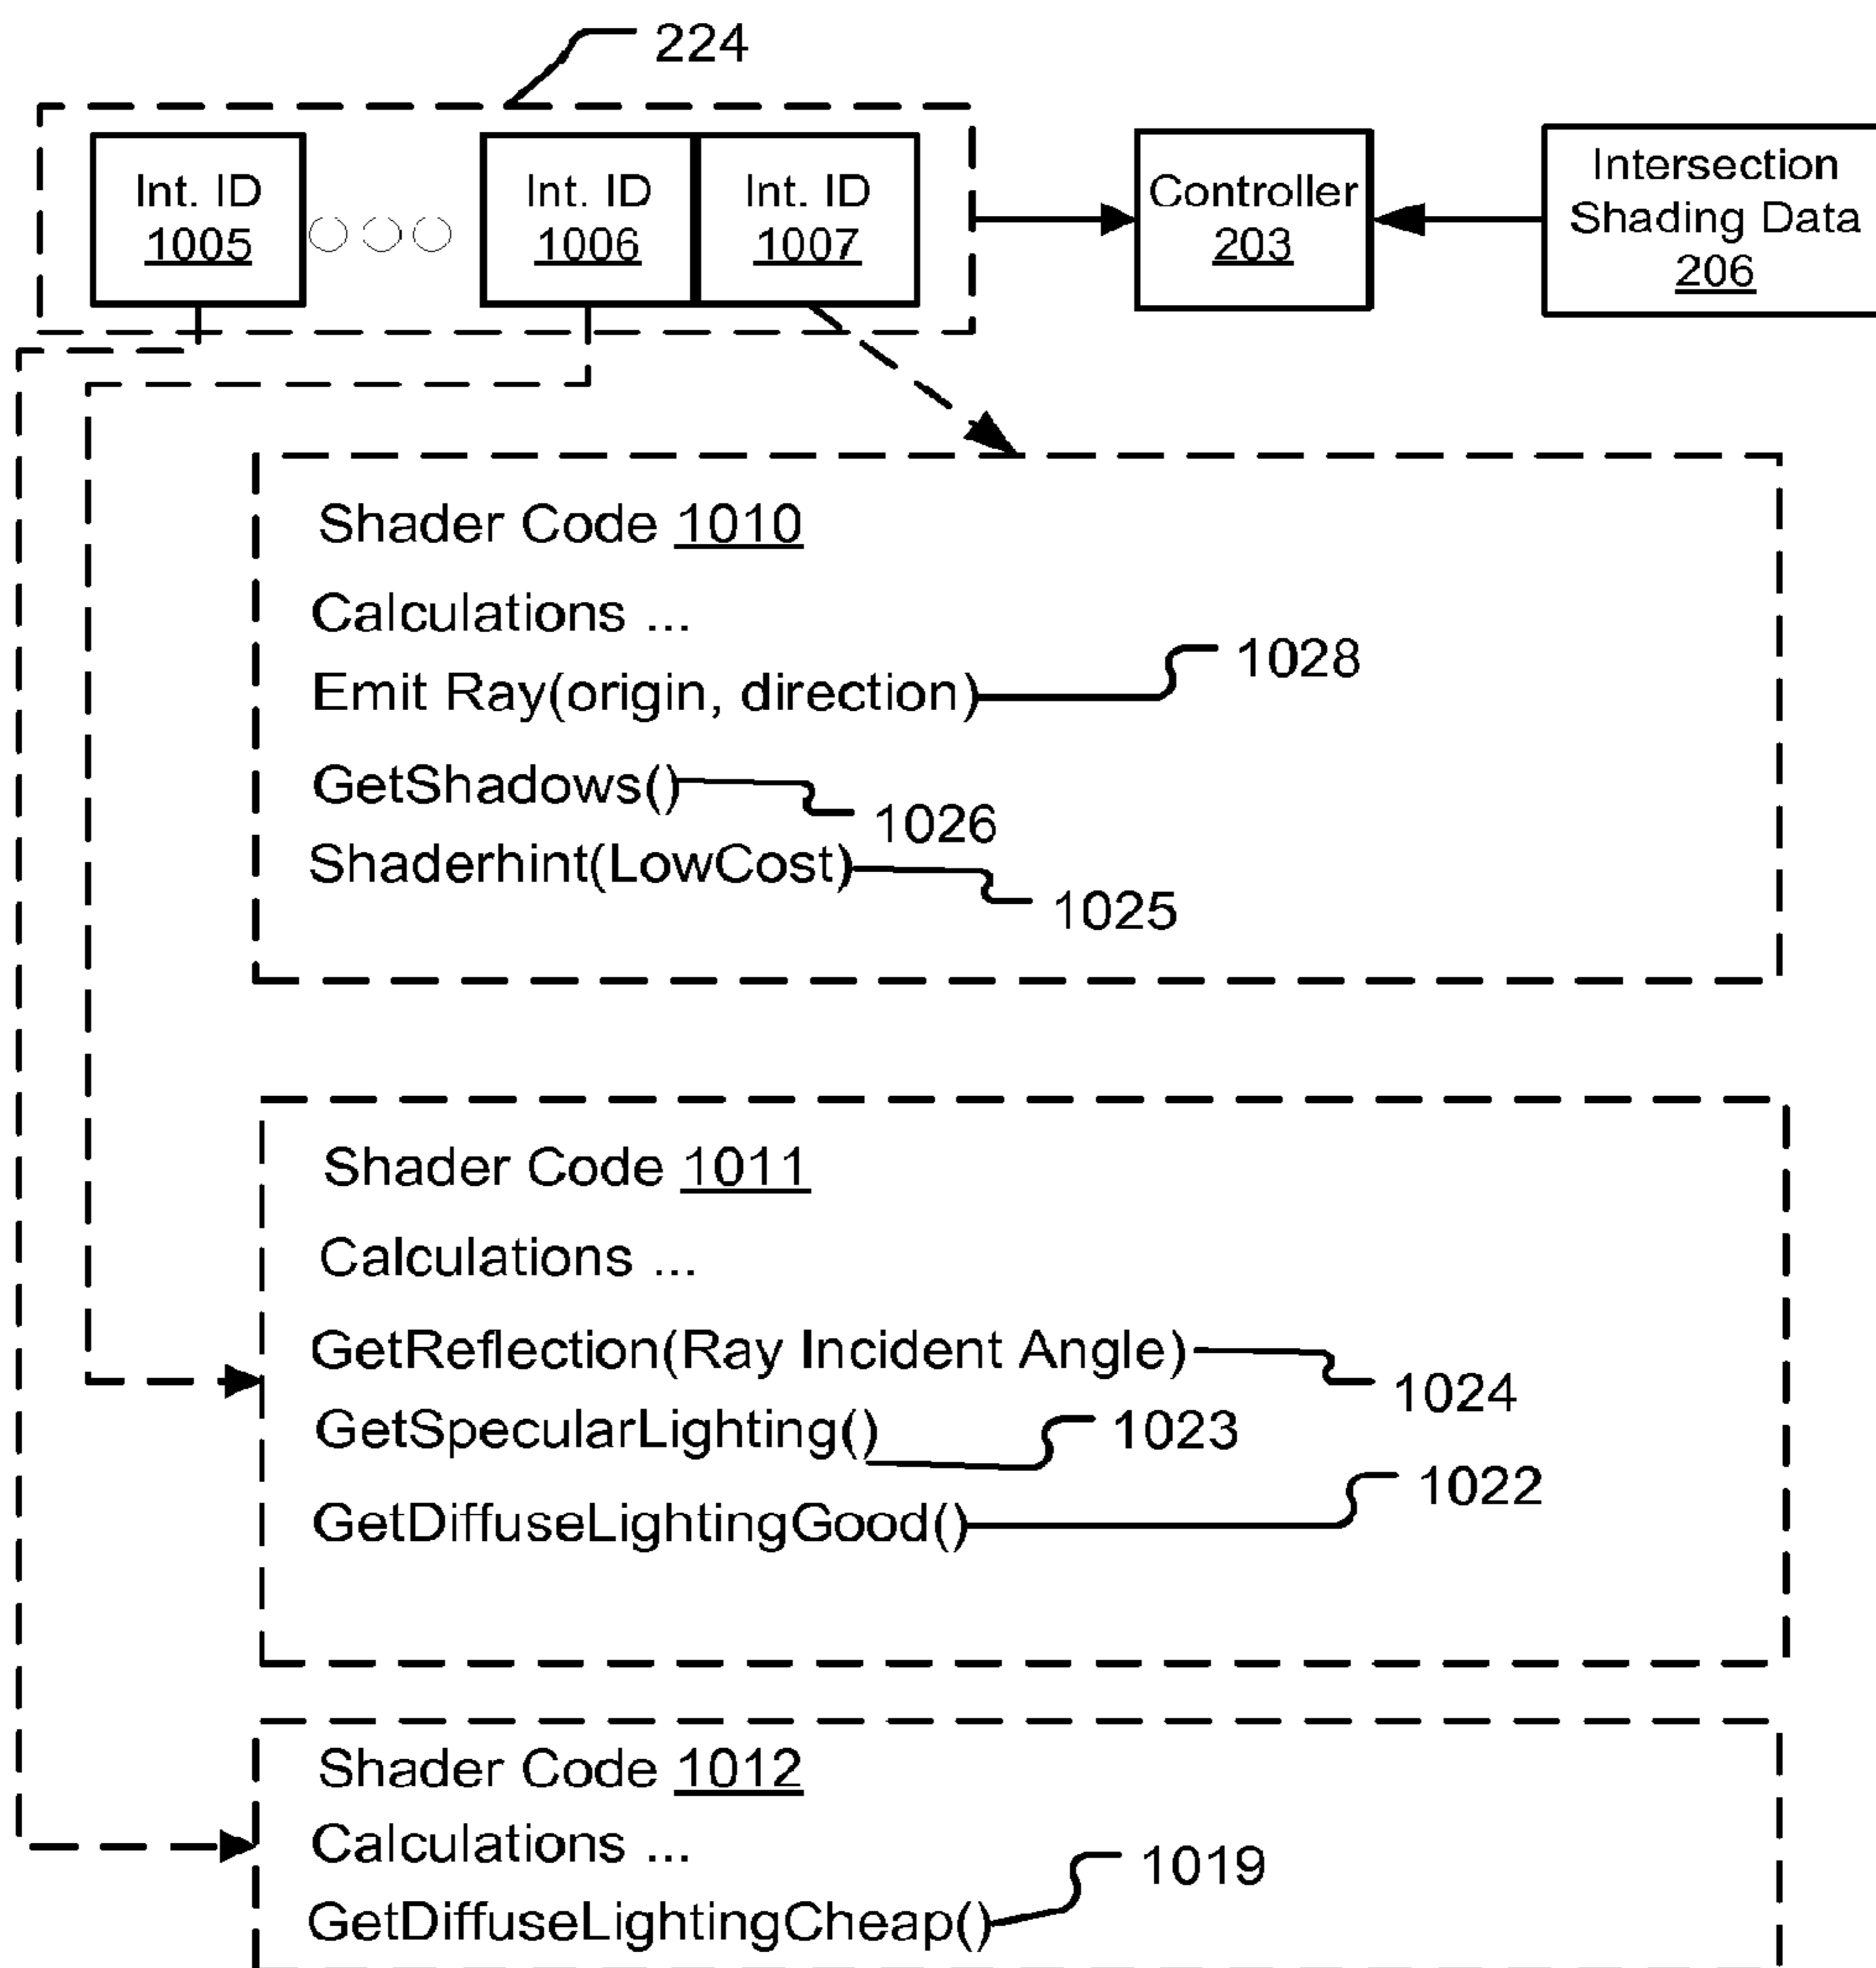 224
Int. ID
1005
Int. ID
1006
Int. ID
1007
Controller
203
Intersection
Shading Data
206
Shader Code 1010
Calculations ...
Emit Ray(origin, direction)
1028
GetShadows()
1026
Shaderhint(LowCost)
1025
Shader Code 1011
Calculations ...
GetReflection(Ray Incident Angle)
1024
GetSpecularLighting()
1023
GetDiffuseLightingGood()
1022
Shader Code 1012
Calculations ...
GetDiffuseLightingCheap()
1019